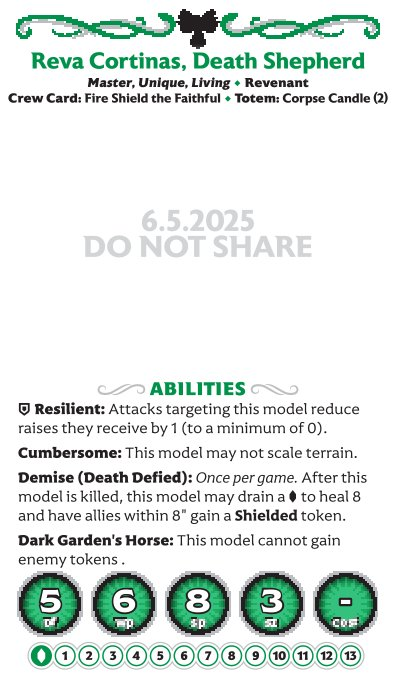 Reva Cortinas, Death Shepherd
Master, Unique, Living ♦ Revenant
Crew Card: Fire Shield the Faithful ♦ Totem: Corpse Candle (2)
6.5.2025
DO NOT SHARE
ABILITIES
Resilient: Attacks targeting this model reduce
raises they receive by 1 (to a minimum of 0).
Cumbersome: This model may not scale terrain.
Demise (Death Defied): Once per game. After this
model is killed, this model may drain a to heal 8
and have allies within 8" gain a Shielded token.
Dark Garden's Horse: This model cannot gain
enemy tokens .
5 6 8 3 -
df wp sp sz cost
1 2 3 4 5 6 7 8 9 10 11 12 13